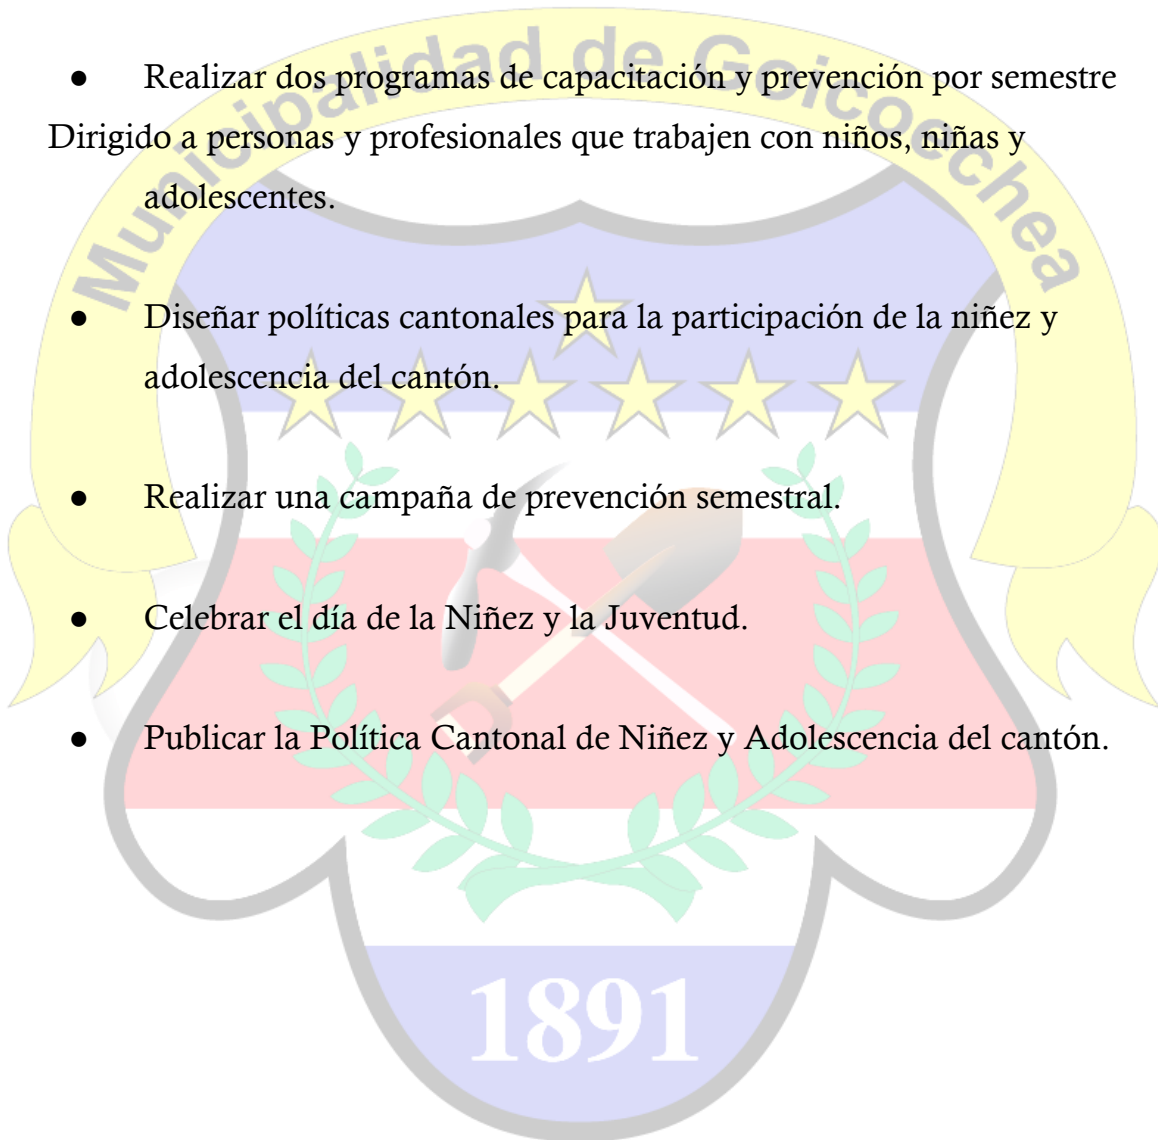 Municipalidad de Goicoechea
● Realizar dos programas de capacitación y prevención por semestre
Dirigido a personas y profesionales que trabajen con niños, niñas y
adolescentes.
● Diseñar políticas cantonales para la participación de la niñez y
adolescencia del cantón.
● Realizar una campaña de prevención semestral.
● Celebrar el día de la Niñez y la Juventud.
● Publicar la Política Cantonal de Niñez y Adolescencia del cantón.
1891